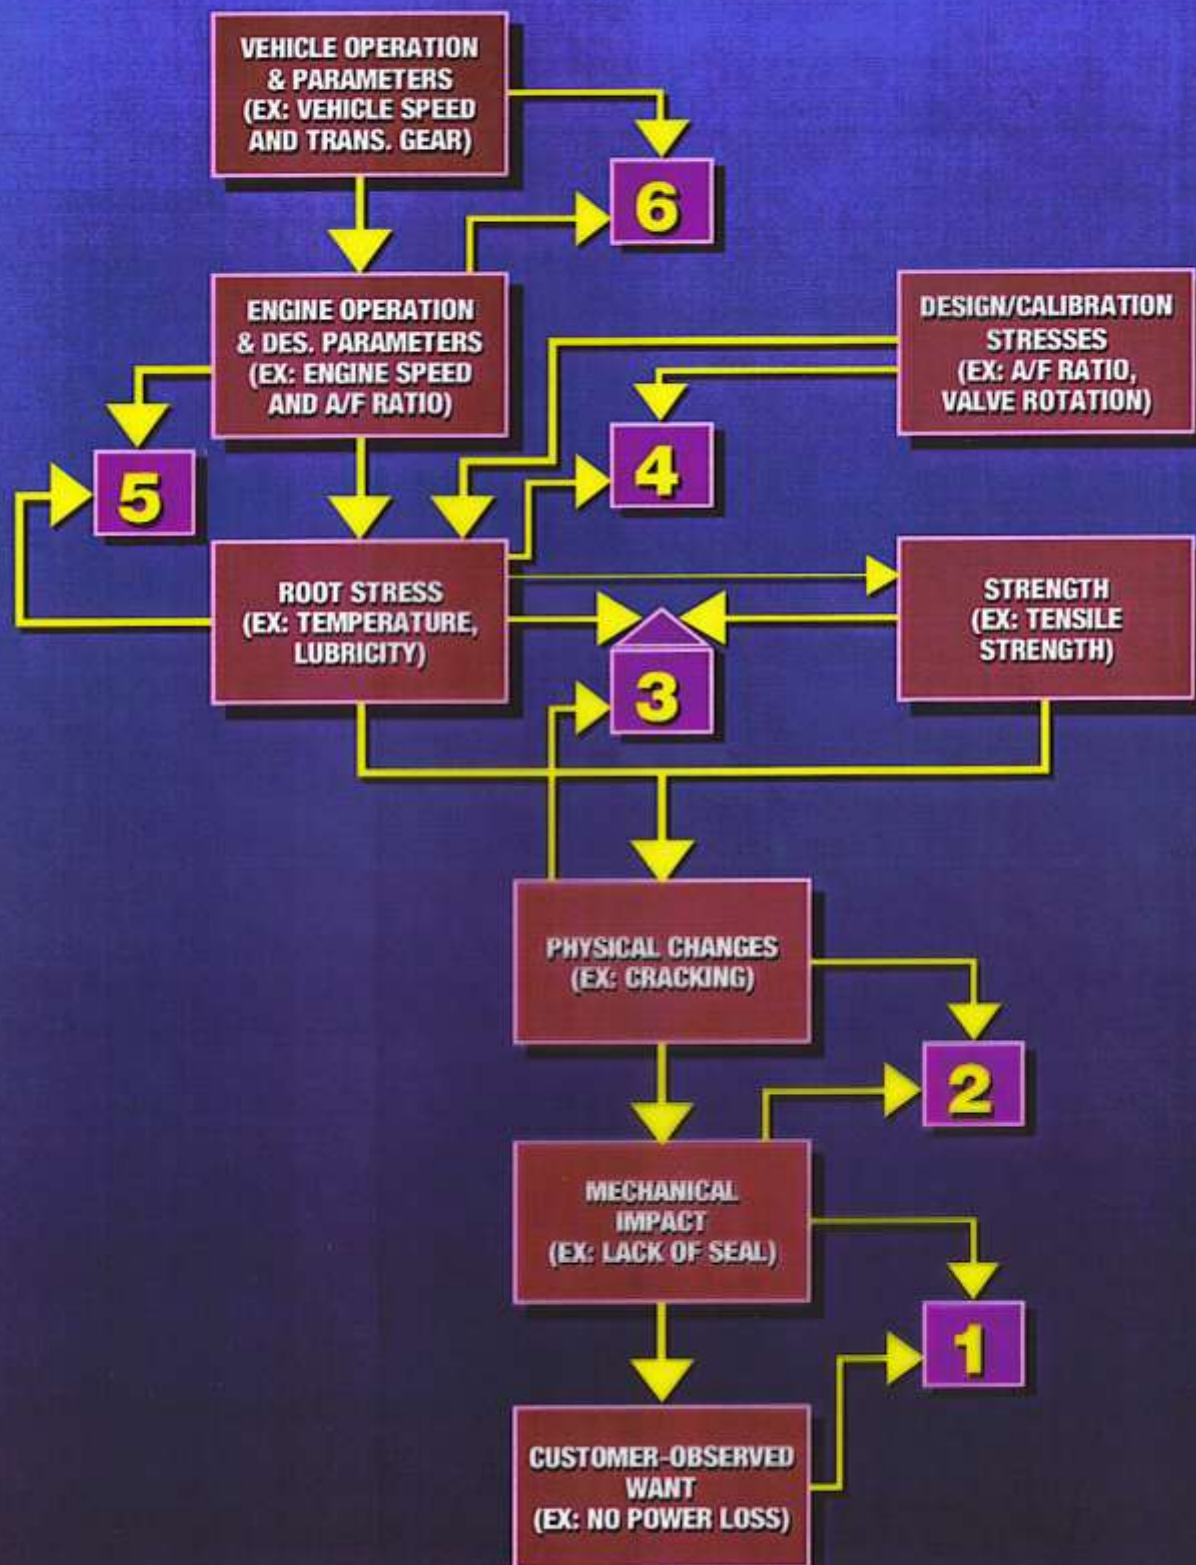 VEHICLE OPERATION
& PARAMETERS
(EX: VEHICLE SPEED
AND TRANS. GEAR)
6
ENGINE OPERATION
& DES. PARAMETERS
(EX: ENGINE SPEED
AND A/F RATIO)
DESIGN/CALIBRATION
STRESSES
(EX: A/F RATIO,
VALVE ROTATION)
5
4
ROOT STRESS
(EX: TEMPERATURE,
LUBRICITY)
STRENGTH
(EX: TENSILE
STRENGTH)
3
PHYSICAL CHANGES
(EX: CRACKING)
2
MECHANICAL
IMPACT
(EX: LACK OF SEAL)
1
CUSTOMER-OBSERVED
WANT
(EX: NO POWER LOSS)